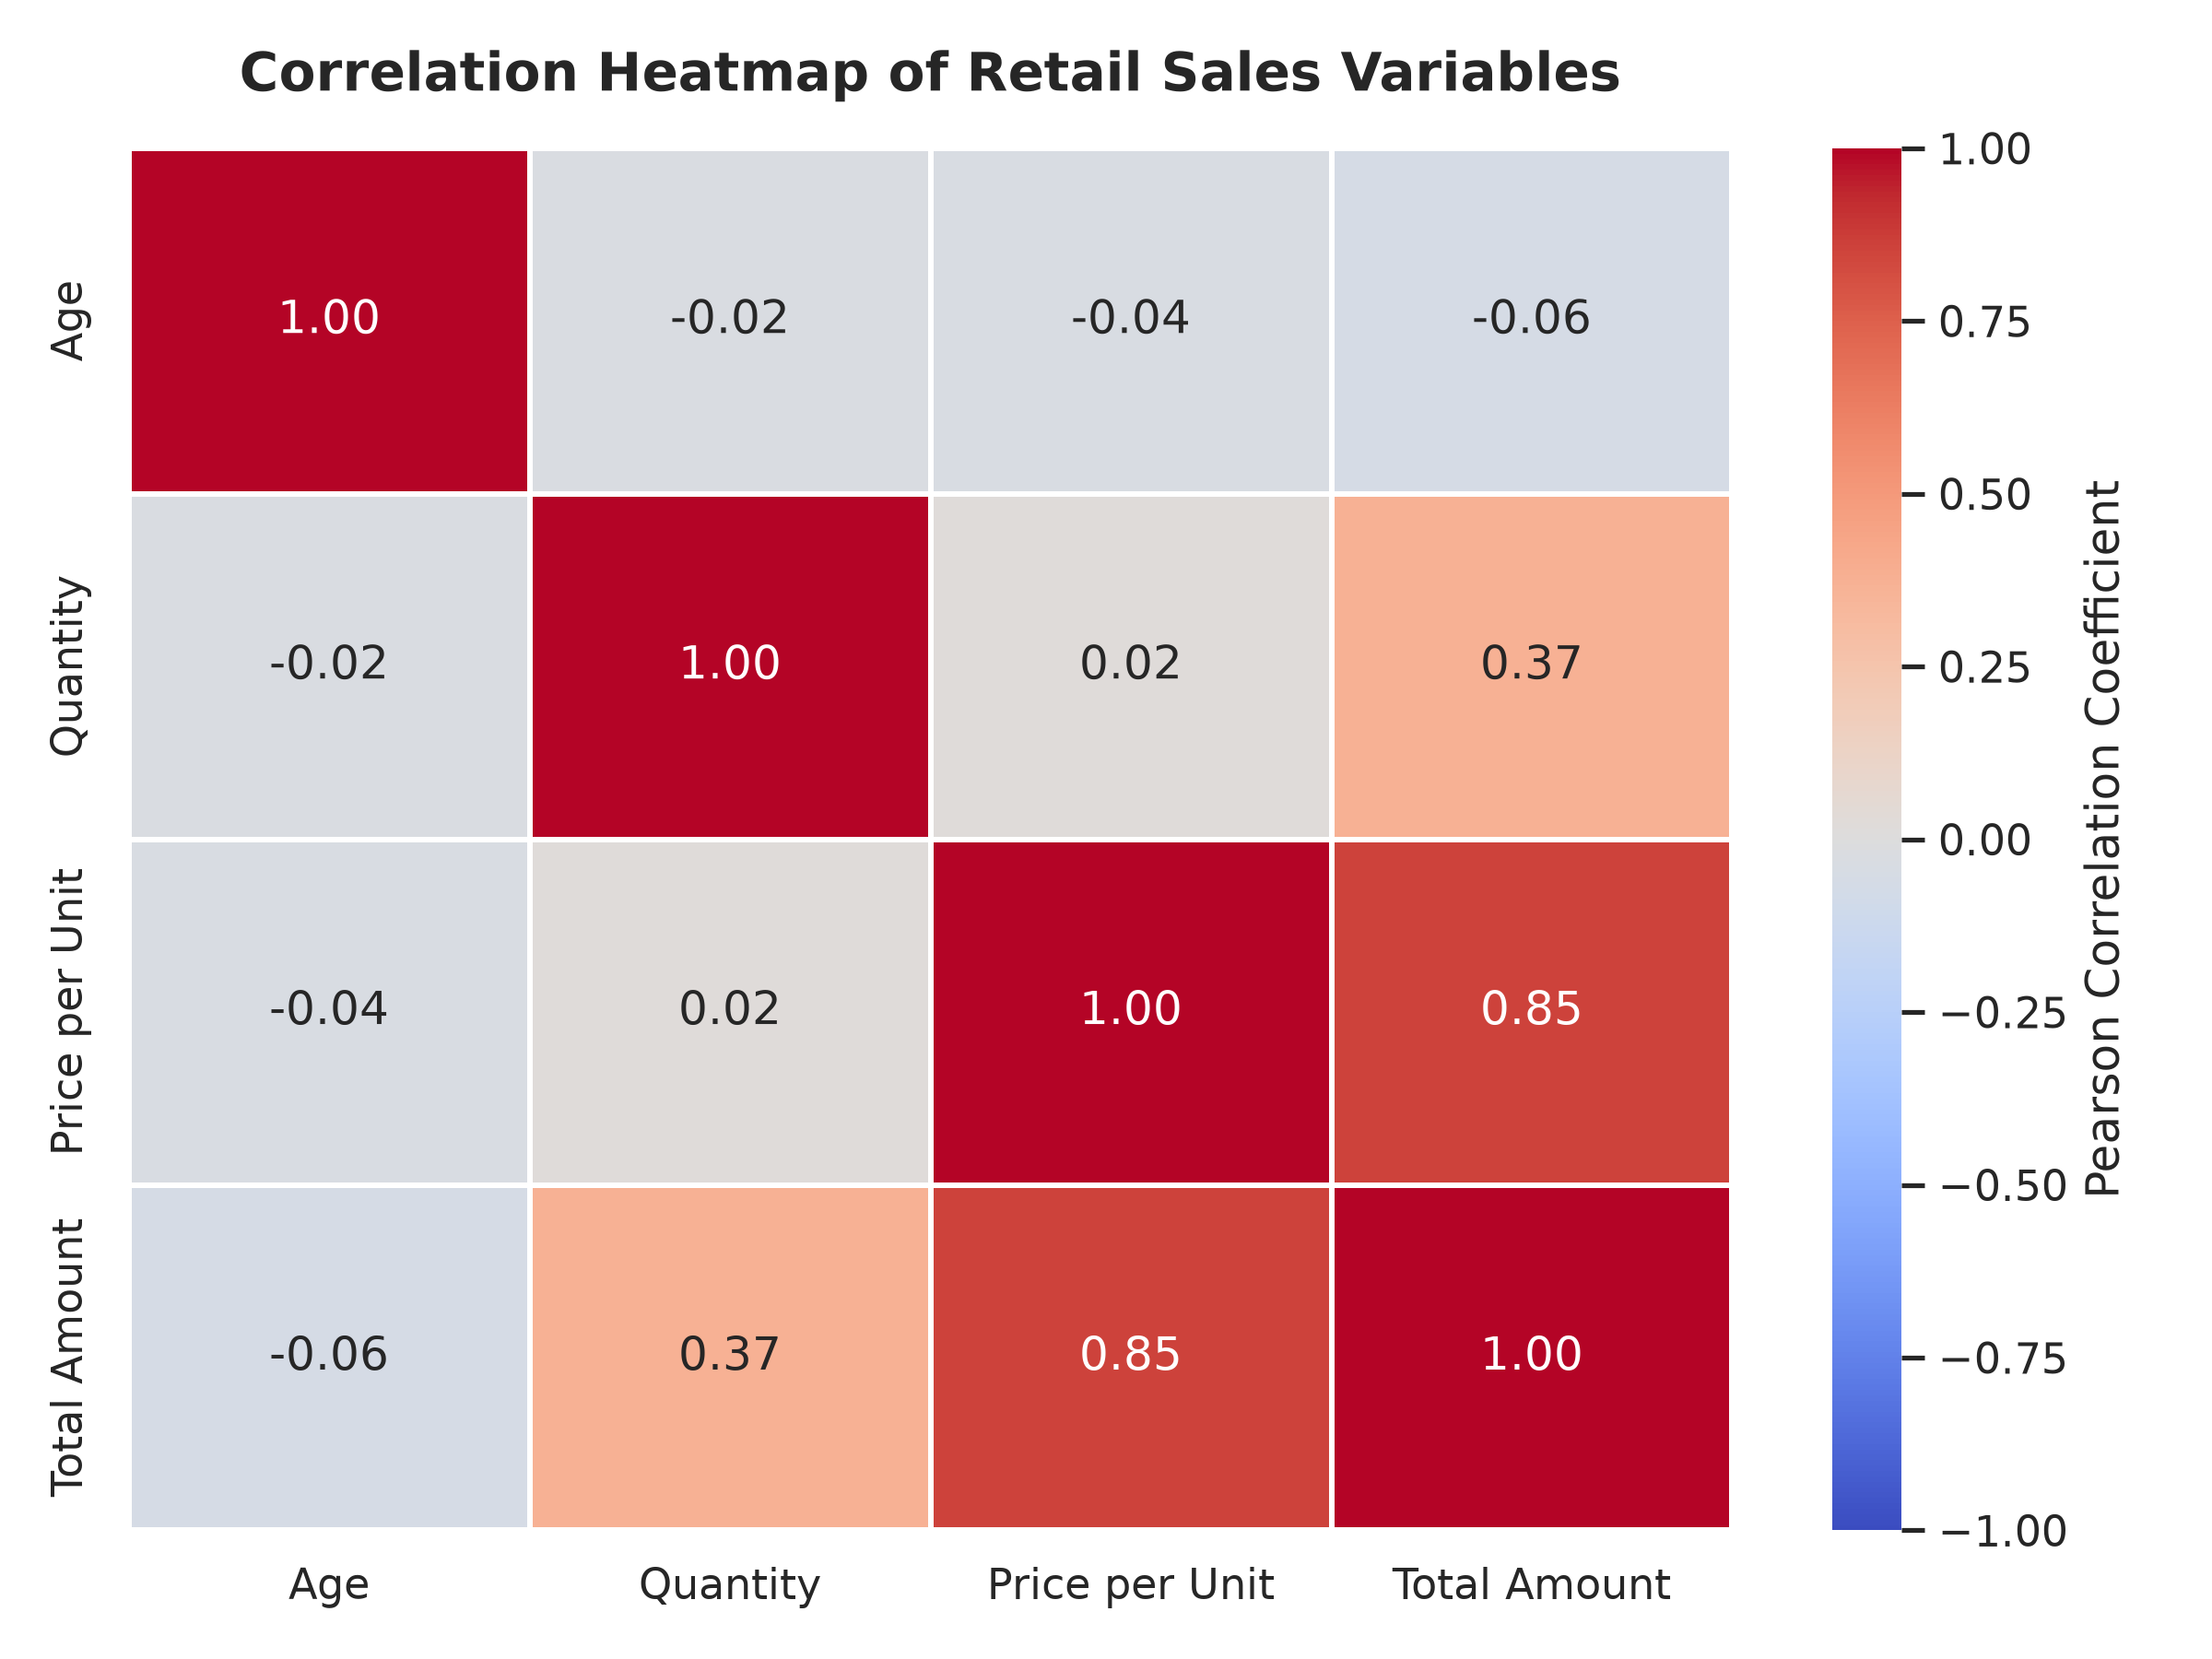 Correlation Heatmap of Retail Sales Variables
Age
1.00
-0.02
-0.04
-0.06
Quantity
-0.02
1.00
0.02
0.37
Price per Unit
-0.04
0.02
1.00
0.85
Total Amount
-0.06
0.37
0.85
1.00
Age
Quantity
Price per Unit
Total Amount
1.00
0.75
0.50
0.25
0.00
−0.25
−0.50
−0.75
−1.00
Pearson Correlation Coefficient